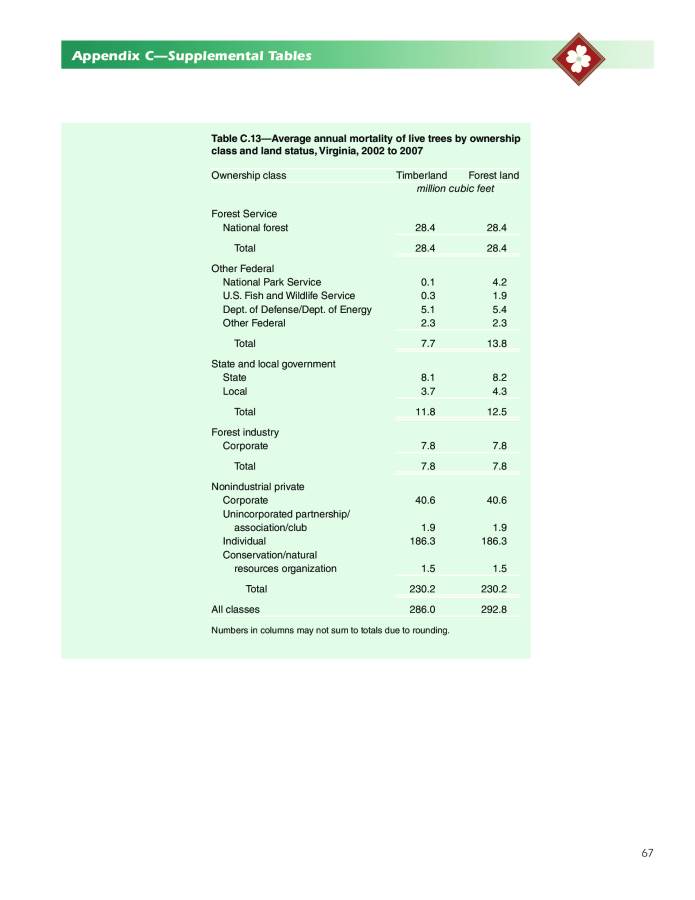 Appendix C—Supplemental Tables
Table C.13—Average annual mortality of live trees by ownership
class and land status, Virginia, 2002 to 2007
Ownership class Timberland Forest land
million cubic feet
Forest Service
National forest 28.4 28.4
Total 28.4 28.4
Other Federal
National Park Service 0.1 4.2
U.S. Fish and Wildlife Service 0.3 1.9
Dept. of Defense/Dept. of Energy 5.1 5.4
Other Federal 2.3 2.3
Total 7.7 13.8
State and local government
State 8.1 8.2
Local 3.7 4.3
Total 11.8 12.5
Forest industry
Corporate 7.8 7.8
Total 7.8 7.8
Nonindustrial private
Corporate 40.6 40.6
Unincorporated partnership/
association/club 1.9 1.9
Individual 186.3 186.3
Conservation/natural
resources organization 1.5 1.5
Total 230.2 230.2
All classes 286.0 292.8
Numbers in columns may not sum to totals due to rounding.
67